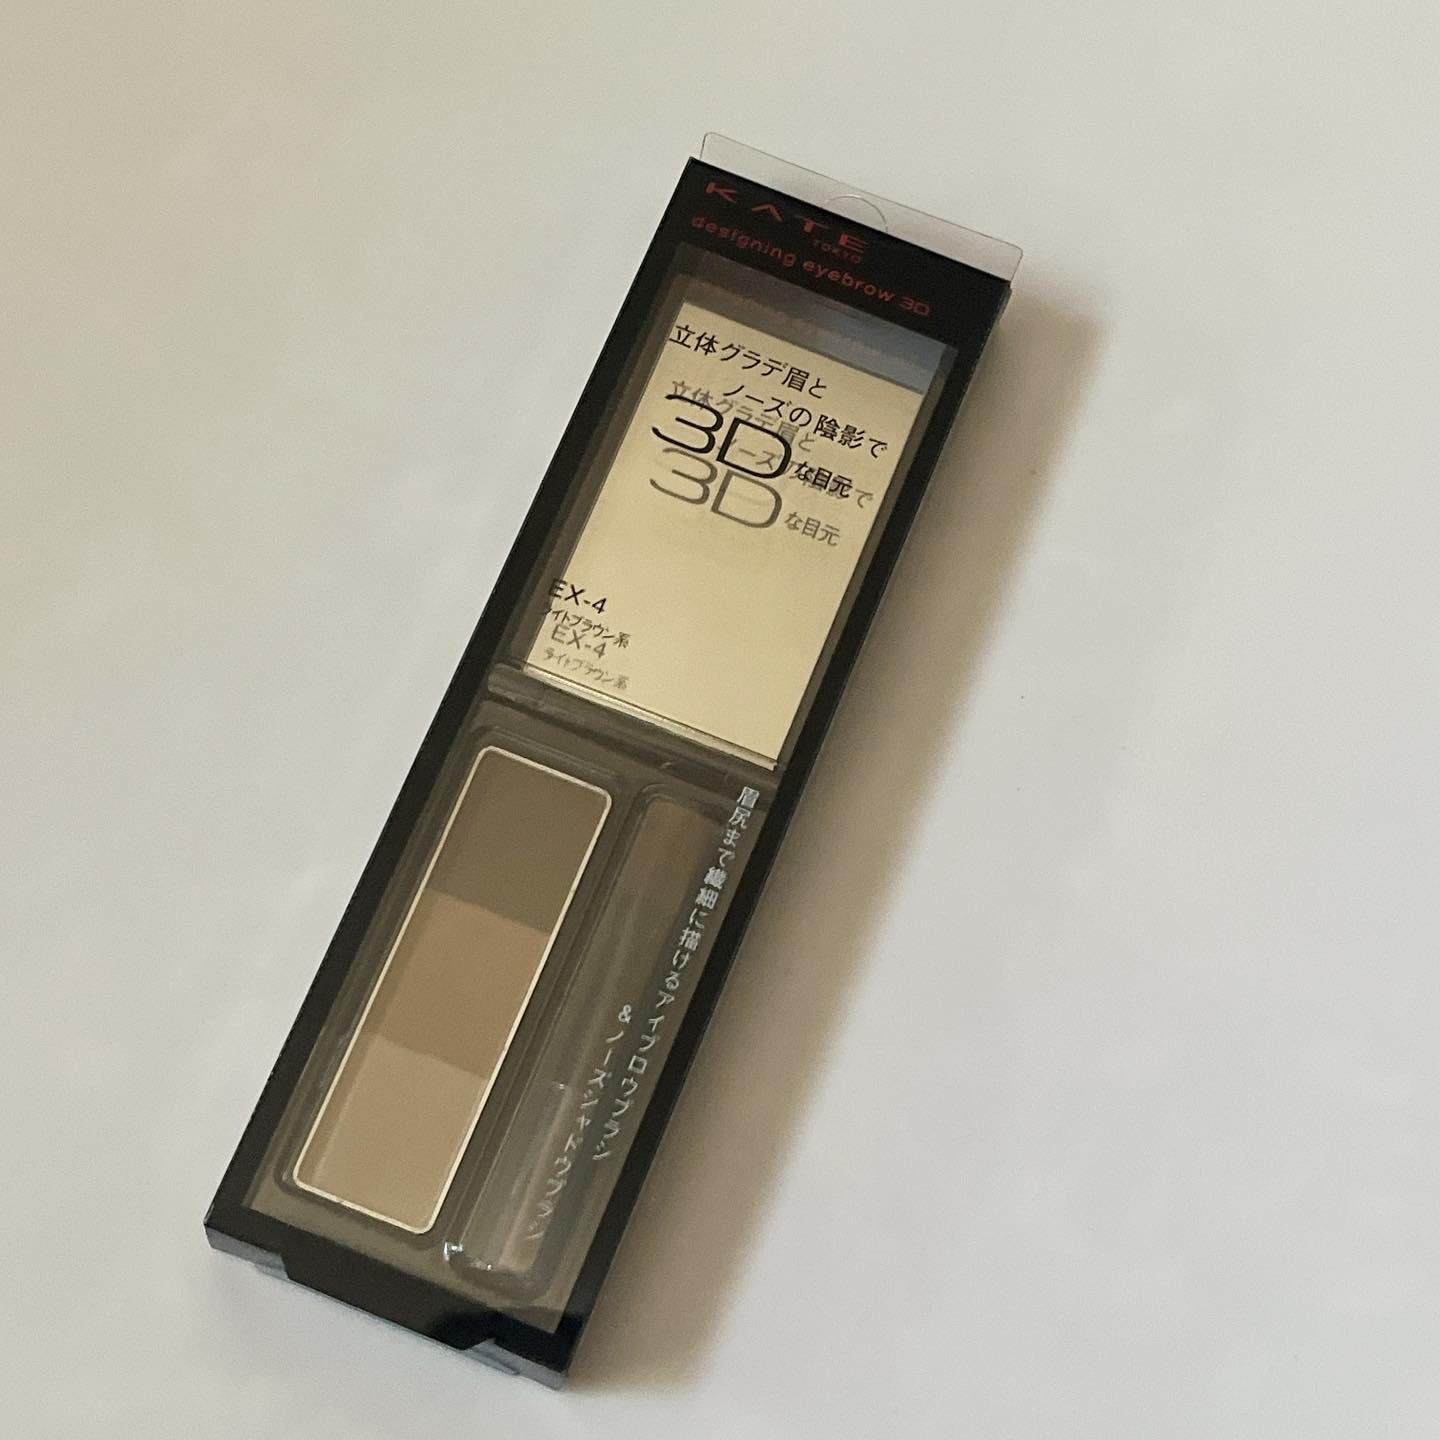 KATE
TOKYO
designing eyebrow 3D
立体グラデ眉と
ノーズの陰影で
3Dな目元
EX-4
ライトブラウン系
眉尻まで繊細に描けるアイブロウブラシ
&ノーズシャドウブラシ